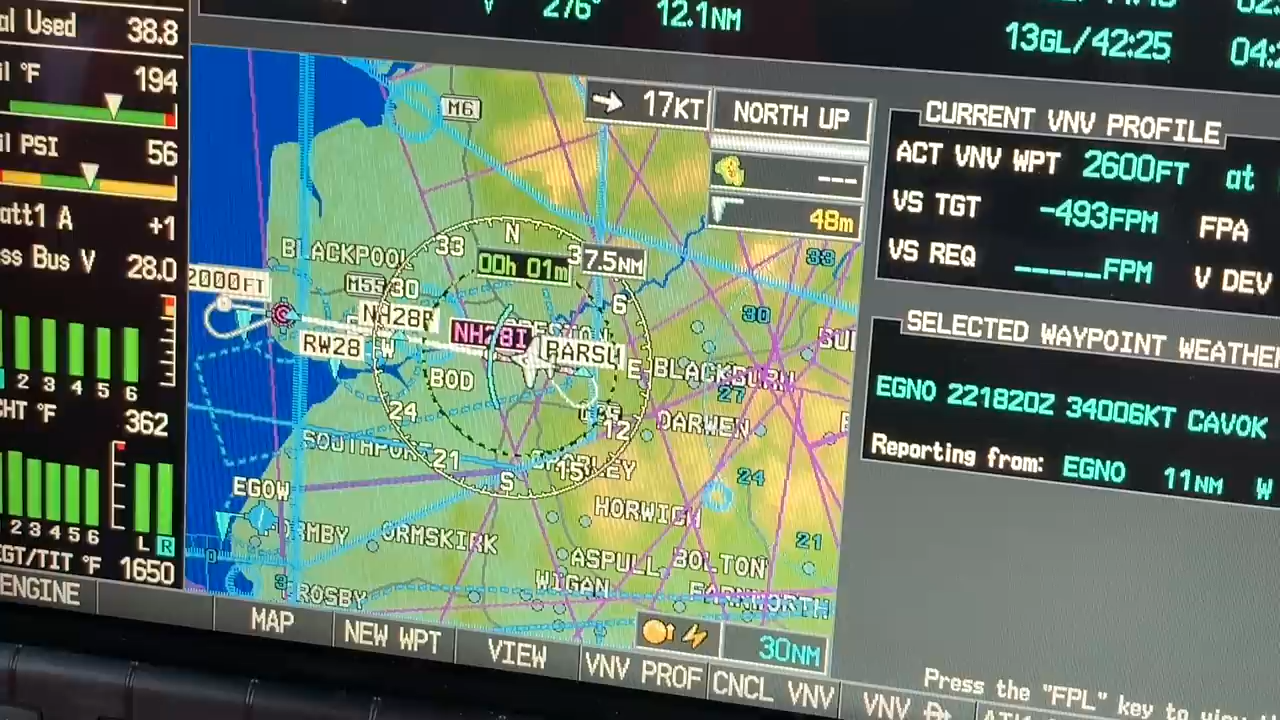 276° 12.1NM
13GL/42:25
al Used 38.8
il °F 194
il PSI 56
att1 A +1
ss Bus V 28.0
2 3 4 5 6
CHT °F 362
1 2 3 4 5 6 L R
EGT/TIT °F 1650
ENGINE
M6
17KT
NORTH UP
---
48m
BLACKPOOL
33
N
00h 01m
37.5NM
33
2000FT
M55
30
6
30
NH28F
NH28I
RW28
PARSU
BOD
E
BLACKBURN
27
24
12
DARWEN
SOUTHPORT
21
S
15
24
EGOW
HORWICH
ORMSKIRK
21
ASPULL
BOLTON
WIGAN
FARNWORTH
30NM
CURRENT VNV PROFILE
ACT VNV WPT 2600FT at
VS TGT -493FPM FPA
VS REQ _____FPM V DEV
SELECTED WAYPOINT WEATHER
EGNO 221820Z 34006KT CAVOK
Reporting from: EGNO 11NM W
Press the "FPL" key to view
MAP
NEW WPT
VIEW
VNV PROF
CNCL VNV
VNV